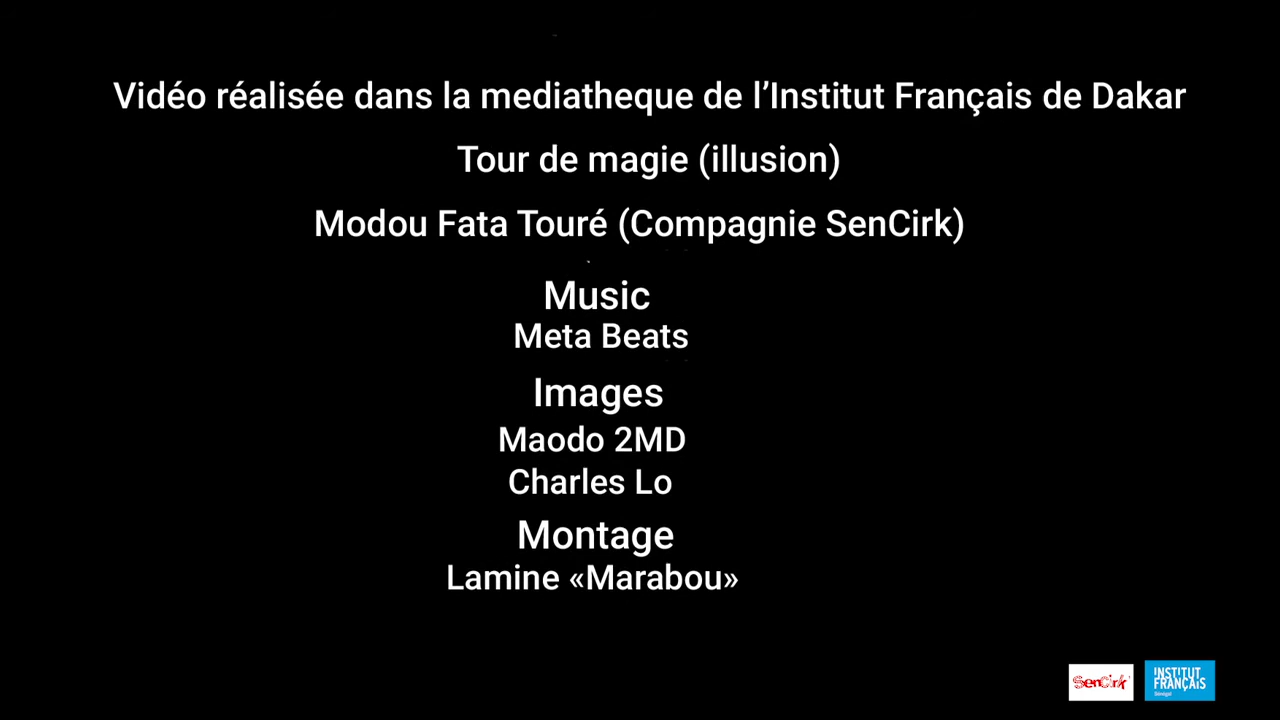 Vidéo réalisée dans la mediatheque de l’Institut Français de Dakar
Tour de magie (illusion)
Modou Fata Touré (Compagnie SenCirk)
Music
Meta Beats
Images
Maodo 2MD
Charles Lo
Montage
Lamine «Marabou»
SenCirk
INSTITUT
FRANÇAIS
Sénégal